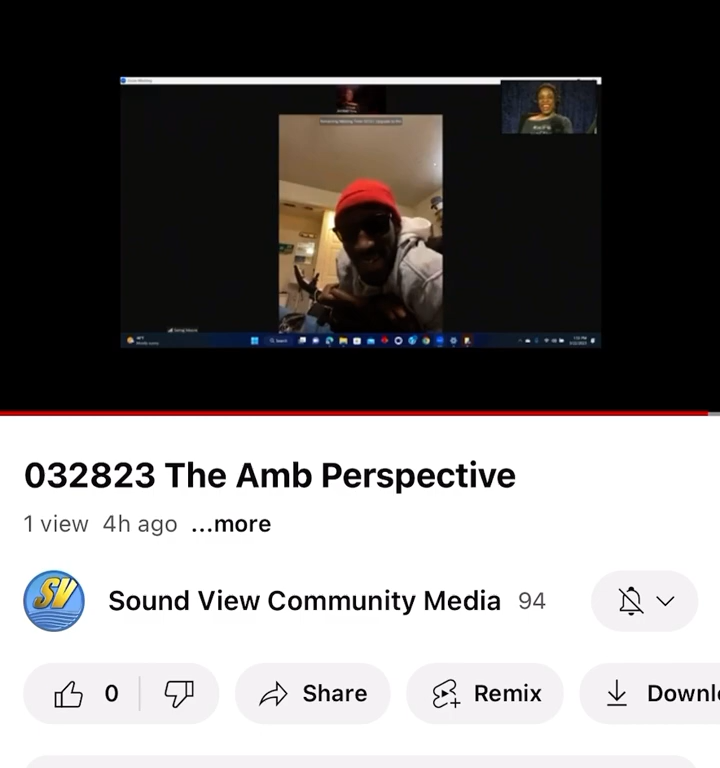 032823 The Amb Perspective
1 view 4h ago ...more
SV
Sound View Community Media 94
0
Share
Remix
Downl